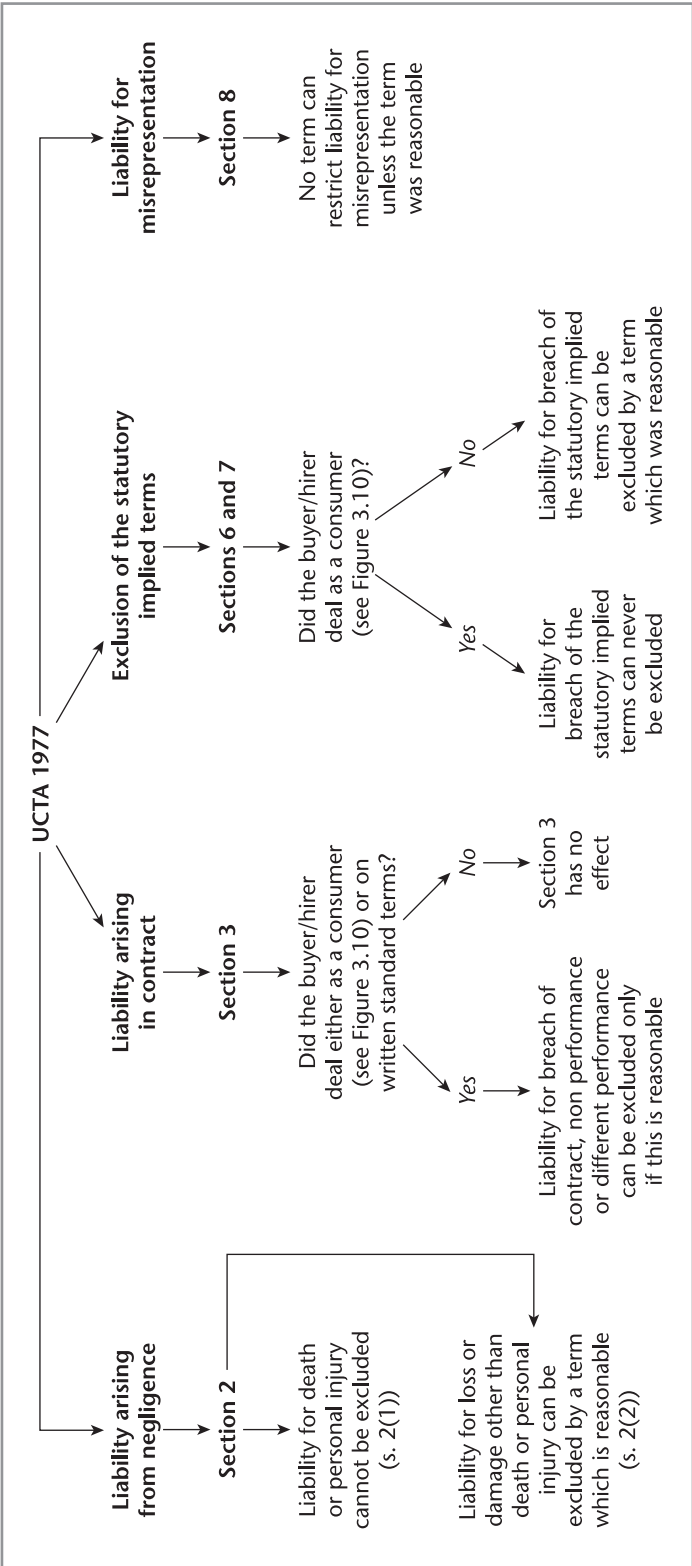 UCTA 1977
Liability arising
from negligence
Section 2
Liability for death
or personal injury
cannot be excluded
(s. 2(1))
Liability for loss or
damage other than
death or personal
injury can be
excluded by a term
which is reasonable
(s. 2(2))
Liability arising
in contract
Section 3
Did the buyer/hirer
deal either as a consumer
(see Figure 3.10) or on
written standard terms?
Yes
Liability for breach of
contract, non performance
or different performance
can be excluded only
if this is reasonable
No
Section 3
has no
effect
Exclusion of the statutory
implied terms
Sections 6 and 7
Did the buyer/hirer
deal as a consumer
(see Figure 3.10)?
Yes
Liability for
breach of the
statutory implied
terms can never
be excluded
No
Liability for breach of
the statutory implied
terms can be
excluded by a term
which was reasonable
Liability for
misrepresentation
Section 8
No term can
restrict liability for
misrepresentation
unless the term
was reasonable